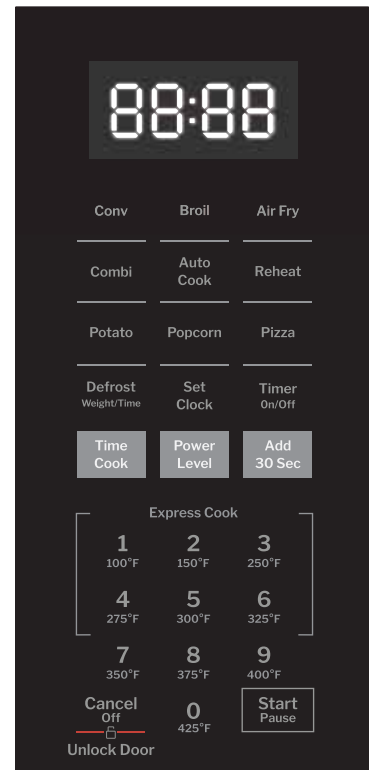 88:88
Conv Broil Air Fry
Combi Auto Cook Reheat
Potato Popcorn Pizza
Defrost Weight/Time Set Clock Timer On/Off
Time Cook Power Level Add 30 Sec
Express Cook
1 2 3
100°F 150°F 250°F
4 5 6
275°F 300°F 325°F
7 8 9
350°F 375°F 400°F
Cancel Off 0 425°F Start Pause
Unlock Door